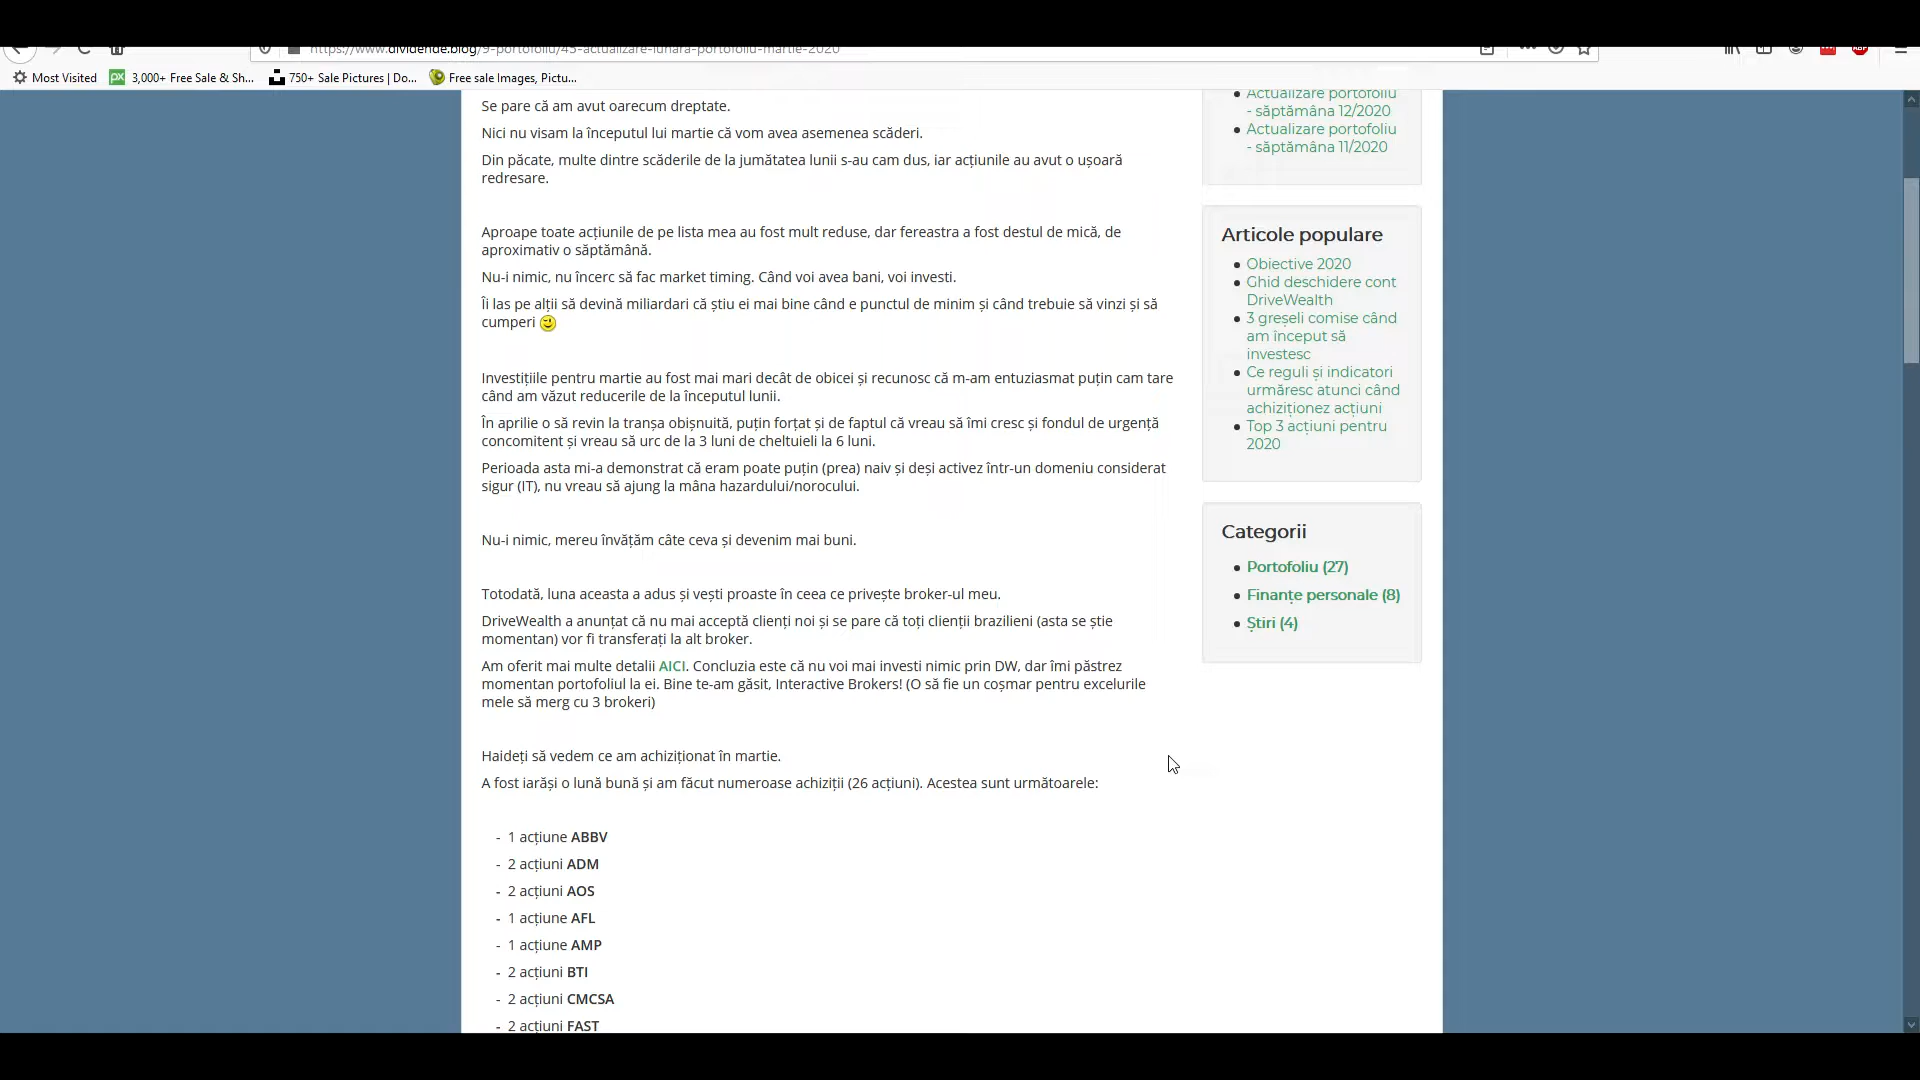 https://www.dividende.blog/9-portofoliu/45-actualizare-lunara-portofoliu-martie-2020
Most Visited
3,000+ Free Sale & Sh...
750+ Sale Pictures | Do...
Free sale Images, Pictu...
Se pare că am avut oarecum dreptate.
Nici nu visam la începutul lui martie că vom avea asemenea scăderi.
Din păcate, multe dintre scăderile de la jumătatea lunii s-au cam dus, iar acțiunile au avut o ușoară
redresare.
Aproape toate acțiunile de pe lista mea au fost mult reduse, dar fereastra a fost destul de mică, de
aproximativ o săptămână.
Nu-i nimic, nu încerc să fac market timing. Când voi avea bani, voi investi.
Îi las pe alții să devină miliardari că știu ei mai bine când e punctul de minim și când trebuie să vinzi și să
cumperi
Investițiile pentru martie au fost mai mari decât de obicei și recunosc că m-am entuziasmat puțin cam tare
când am văzut reducerile de la începutul lunii.
În aprilie o să revin la tranșa obișnuită, puțin forțat și de faptul că vreau să îmi cresc și fondul de urgență
concomitent și vreau să urc de la 3 luni de cheltuieli la 6 luni.
Perioada asta mi-a demonstrat că eram poate puțin (prea) naiv și deși activez într-un domeniu considerat
sigur (IT), nu vreau să ajung la mâna hazardului/norocului.
Nu-i nimic, mereu învățăm câte ceva și devenim mai buni.
Totodată, luna aceasta a adus și vești proaste în ceea ce privește broker-ul meu.
DriveWealth a anunțat că nu mai acceptă clienți noi și se pare că toți clienții brazilieni (asta se știe
momentan) vor fi transferați la alt broker.
Am oferit mai multe detalii AICI. Concluzia este că nu voi mai investi nimic prin DW, dar îmi păstrez
momentan portofoliul la ei. Bine te-am găsit, Interactive Brokers! (O să fie un coșmar pentru excelurile
mele să merg cu 3 brokeri)
Haideți să vedem ce am achiziționat în martie.
A fost iarăși o lună bună și am făcut numeroase achiziții (26 acțiuni). Acestea sunt următoarele:
- 1 acțiune ABBV
- 2 acțiuni ADM
- 2 acțiuni AOS
- 1 acțiune AFL
- 1 acțiune AMP
- 2 acțiuni BTI
- 2 acțiuni CMCSA
- 2 acțiuni FAST
Actualizare portofoliu
- săptămâna 12/2020
Actualizare portofoliu
- săptămâna 11/2020
Articole populare
Obiective 2020
Ghid deschidere cont
DriveWealth
3 greșeli comise când
am început să
investesc
Ce reguli și indicatori
urmăresc atunci când
achiziționez acțiuni
Top 3 acțiuni pentru
2020
Categorii
Portofoliu (27)
Finanțe personale (8)
Știri (4)